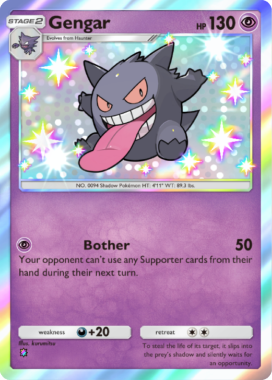 STAGE 2 Gengar HP 130
Evolves from Haunter
NO. 0094 Shadow Pokémon HT: 4'11" WT: 89.3 lbs.
Bother 50
Your opponent can't use any Supporter cards from their
hand during their next turn.
weakness +20 retreat
Illus. kurumitsu
To steal the life of its target, it slips into
the prey's shadow and silently waits for
an opportunity.